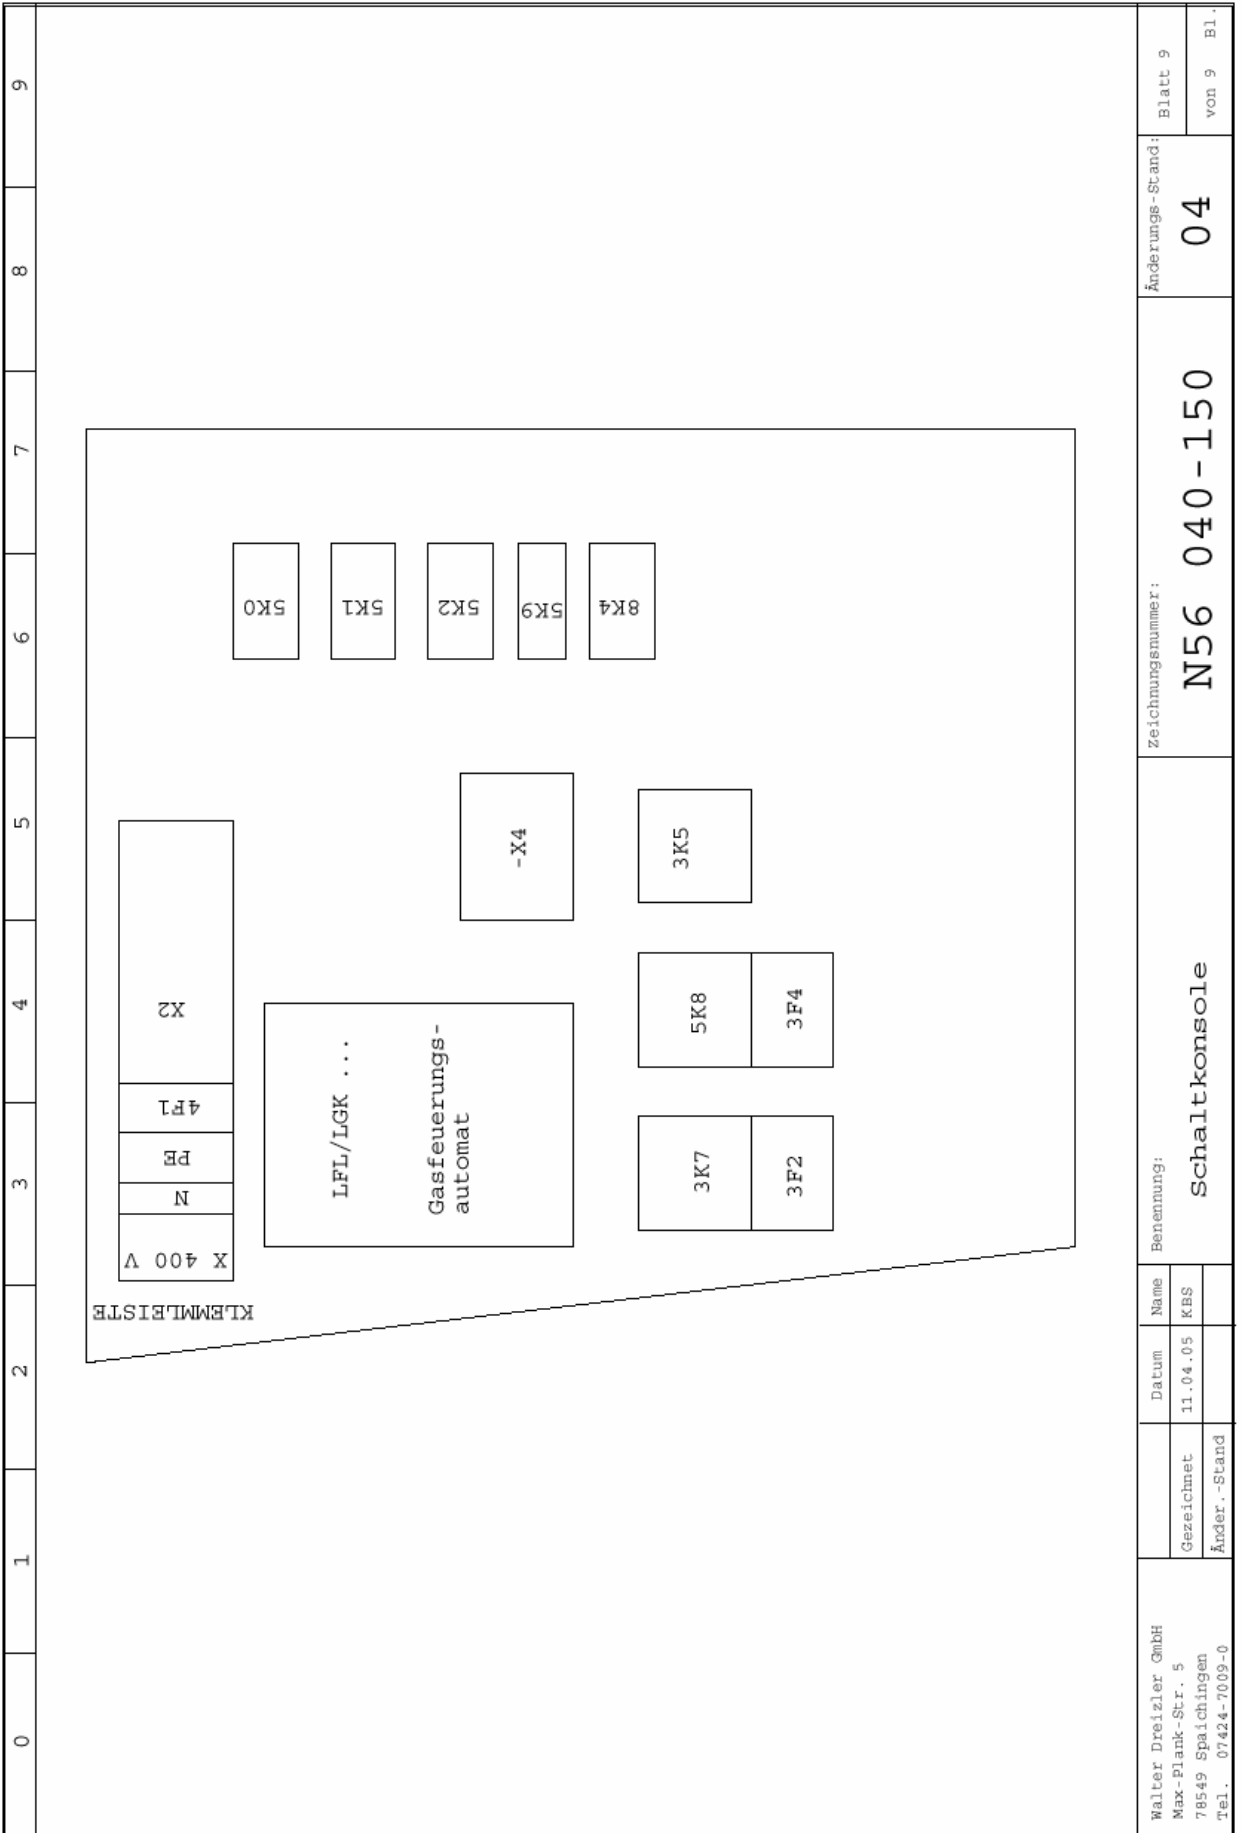 0 1 2 3 4 5 6 7 8 9
KLEMMLEISTE
X 400 V
N
PE
4F1
X2
LFL/LGK ...
Gasfeuerungs-
automat
-X4
5K0
5K1
5K2
5K9
8K4
3K7
5K8
3K5
3F2
3F4
Walter Dreizler GmbH
Max-Plank-Str. 5
78549 Spaichingen
Tel. 07424-7009-0
Datum
Name
Gezeichnet
11.04.05
KBS
Änder.-Stand
Benennung:
Schaltkonsole
Zeichnungsnummer:
N56 040-150
Änderungs-Stand:
04
Blatt 9
von 9 Bl.